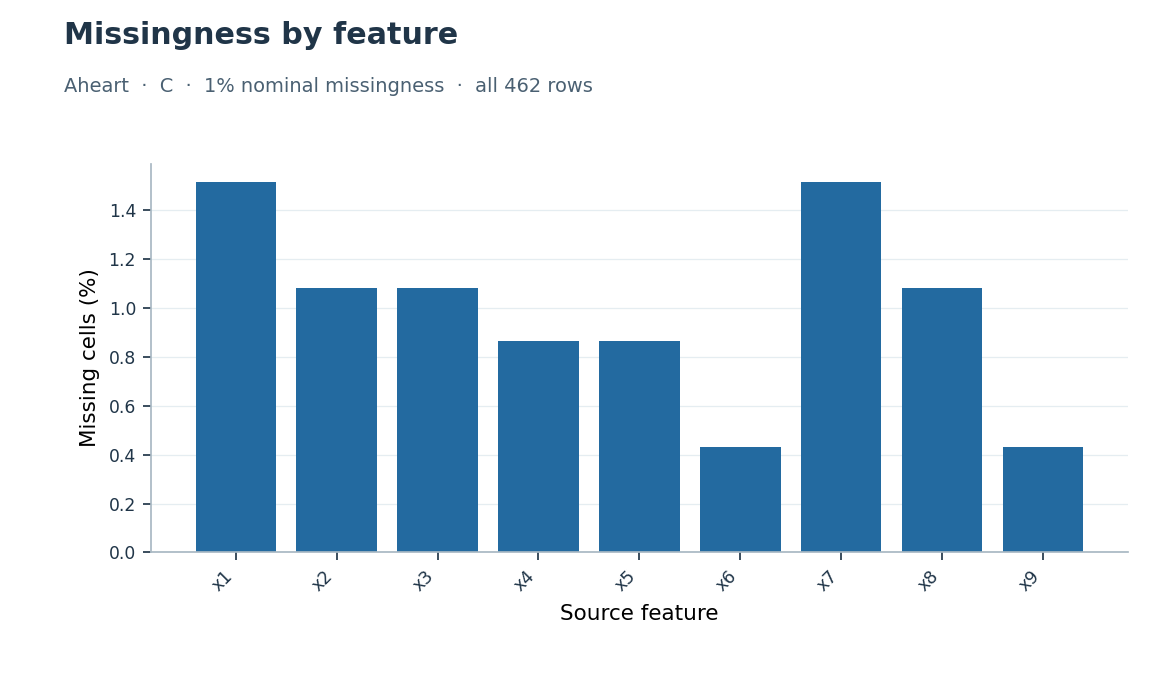 Missingness by feature
Aheart · C · 1% nominal missingness · all 462 rows
Missing cells (%)
1.4
1.2
1.0
0.8
0.6
0.4
0.2
0.0
x1 x2 x3 x4 x5 x6 x7 x8 x9
Source feature